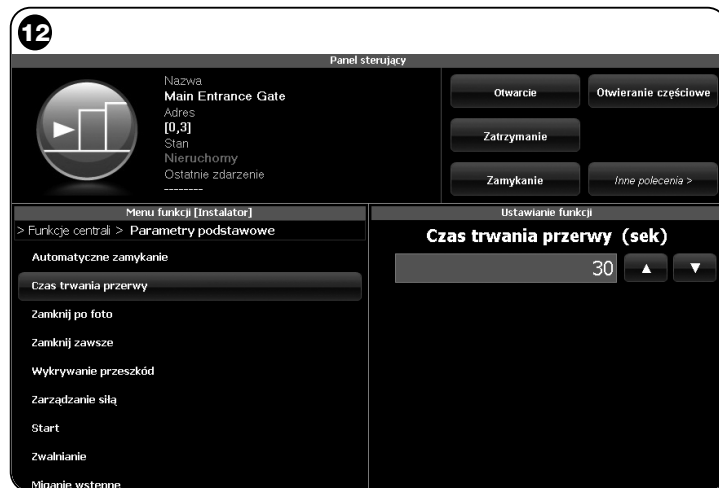 12
Panel sterujący
Nazwa
Main Entrance Gate
Adres
[0,3]
Stan
Nieruchomy
Ostatnie zdarzenie
--------
Otwarcie
Otwieranie częściowe
Zatrzymanie
Zamykanie
Inne polecenia >
Menu funkcji [Instalator]
> Funkcje centrali > Parametry podstawowe
Automatyczne zamykanie
Czas trwania przerwy
Zamknij po foto
Zamknij zawsze
Wykrywanie przeszkód
Zarządzanie siłą
Start
Zwalnianie
Miganie wstępne
Ustawianie funkcji
Czas trwania przerwy (sek)
30